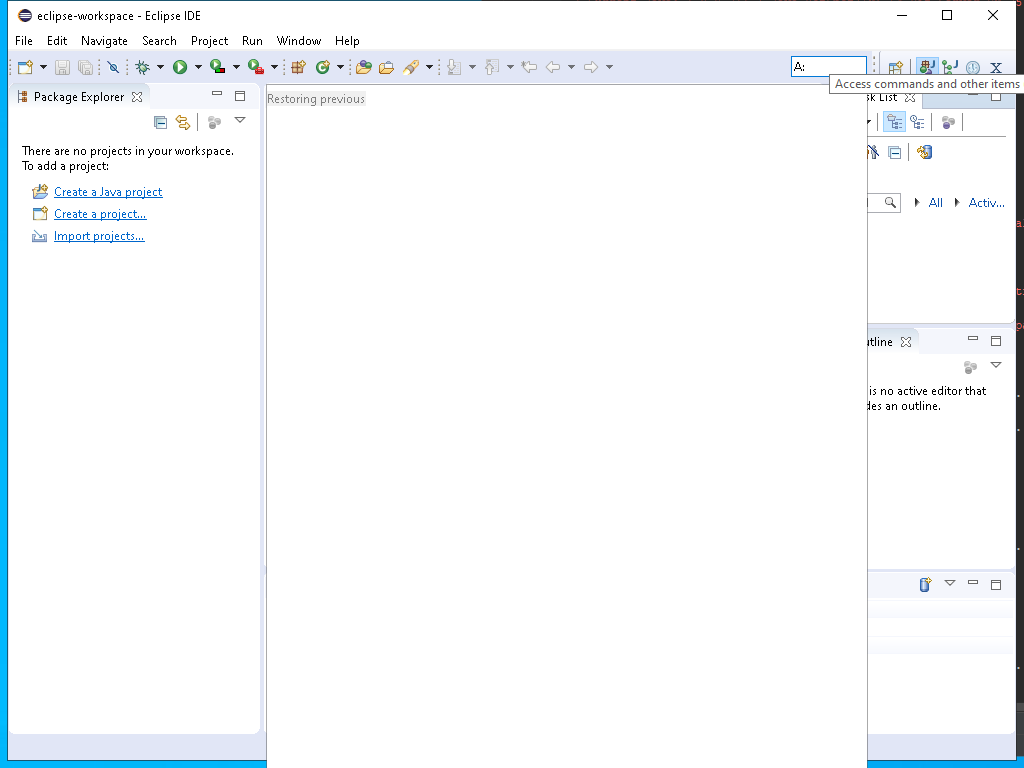 eclipse-workspace - Eclipse IDE
File Edit Navigate Search Project Run Window Help
A:
Access commands and other items
Package Explorer
Restoring previous
sk List
There are no projects in your workspace.
To add a project:
Create a Java project
Create a project...
Import projects...
All Activ...
utline
is no active editor that
des an outline.